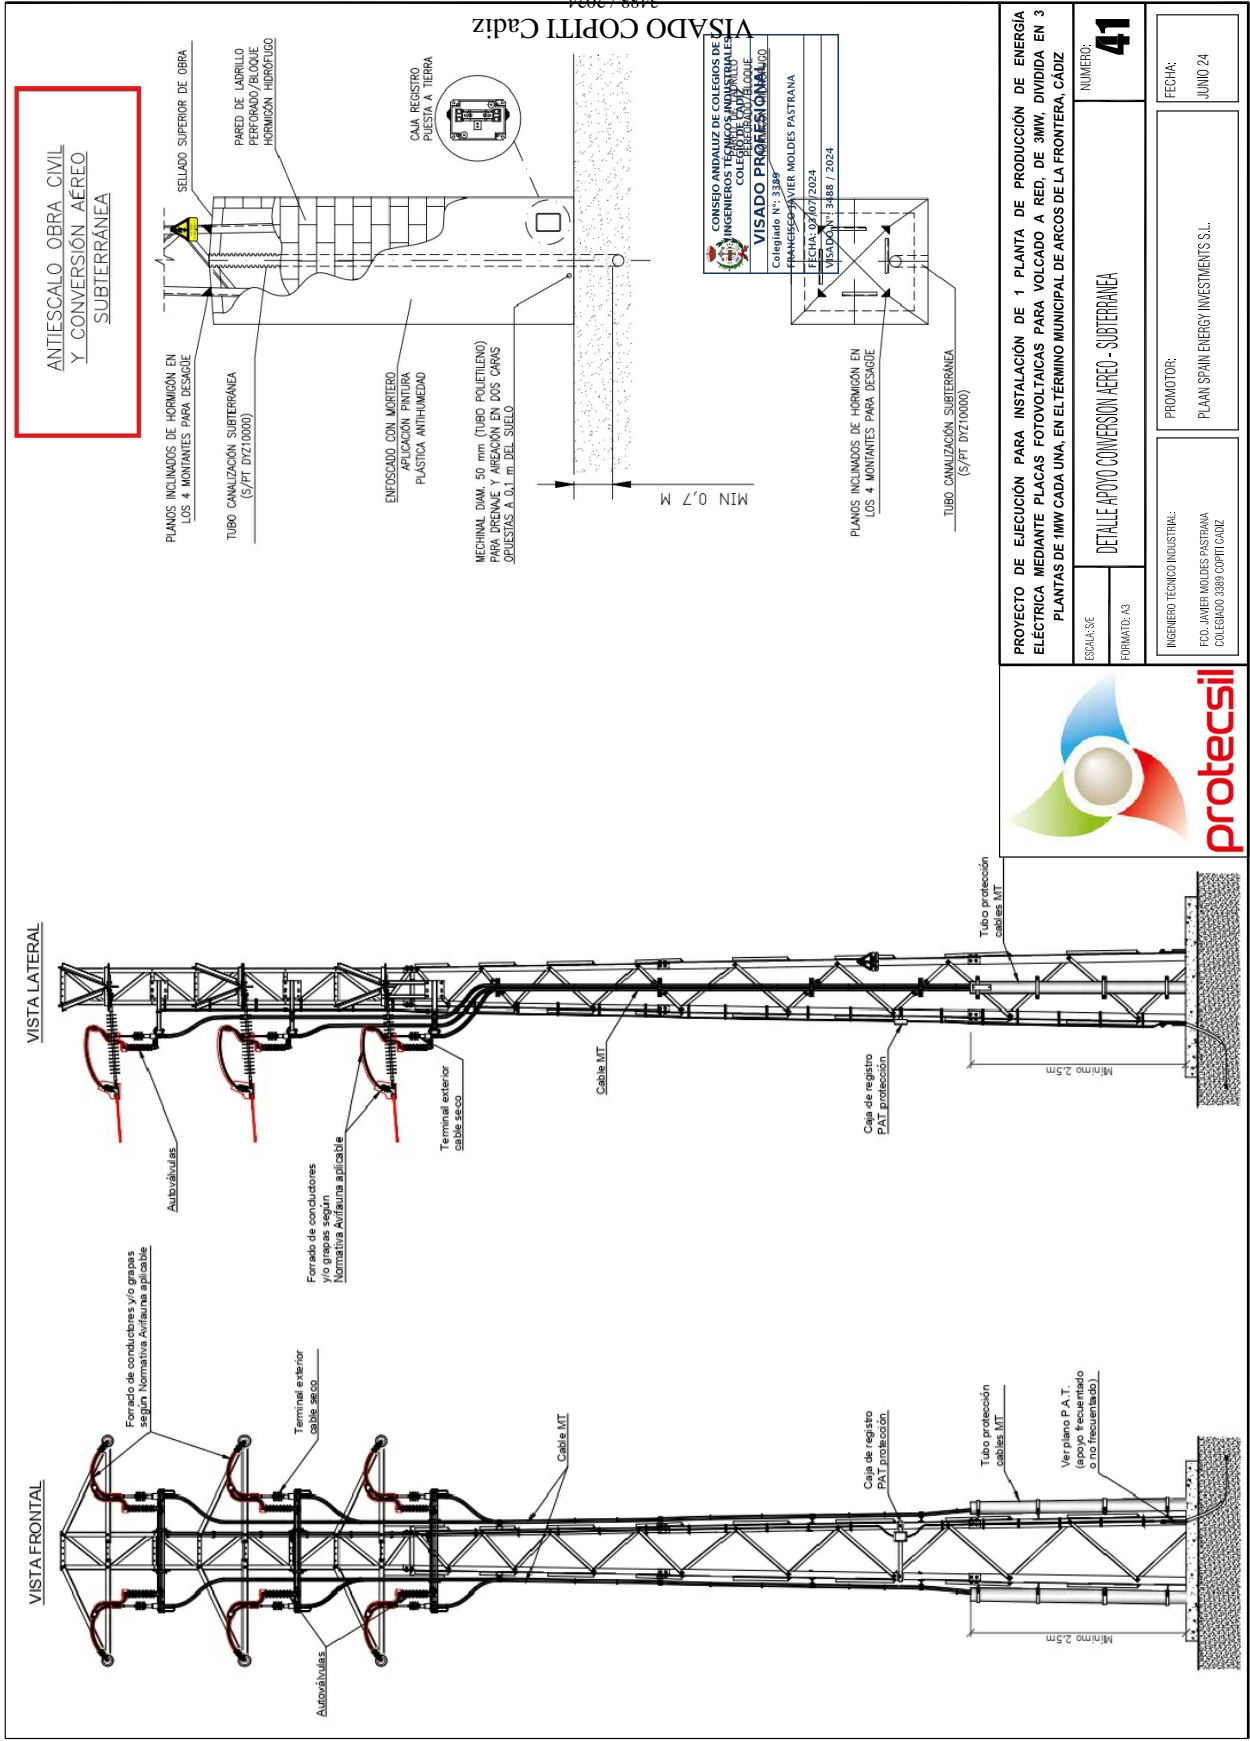 VISADO COPITI Cadiz
VISTA FRONTAL
Forrado de conductores y/o grapas
según Normativa Avifauna aplicable
Terminal exterior
cable seco
Autoválvulas
Cable MT
Caja de registro
PAT protección
Tubo protección
cables MT
Ver plano P.A.T.
(apoyo frecuentado
o no frecuentado)
Mínimo 2.5m
VISTA LATERAL
Autoválvulas
Forrado de conductores
y/o grapas según
Normativa Avifauna aplicable
Terminal exterior
cable seco
Cable MT
Caja de registro
PAT protección
Tubo protección
cables MT
Mínimo 2.5m
ANTIESCALO OBRA CIVIL
Y CONVERSIÓN AÉREO
SUBTERRÁNEA
SELLADO SUPERIOR DE OBRA
PARED DE LADRILLO
PERFORADO/BLOQUE
HORMIGÓN HIDRÓFUGO
CAJA REGISTRO
PUESTA A TIERRA
PLANOS INCLINADOS DE HORMIGÓN EN
LOS 4 MONTANTES PARA DESAGÜE
TUBO CANALIZACIÓN SUBTERRÁNEA
(S/PT DYZ10000)
ENFOSCADO CON MORTERO
APLICACIÓN PINTURA
PLÁSTICA ANTIHUMEDAD
MECHINAL DIAM. 50 mm (TUBO POLIETILENO)
PARA DRENAJE Y AIREACIÓN EN DOS CARAS
OPUESTAS A 0,1 m DEL SUELO
MIN 0,7 M
PERFORADO/BLOQUE
PLANOS INCLINADOS DE HORMIGÓN EN
LOS 4 MONTANTES PARA DESAGÜE
TUBO CANALIZACIÓN SUBTERRÁNEA
(S/PT DYZ10000)
CONSEJO ANDALUZ DE COLEGIOS DE
INGENIEROS TÉCNICOS INDUSTRIALES
COLEGIO DE CADIZ
VISADO PROFESIONAL
Colegiado Nº: 3389
FRANCISCO JAVIER MOLDES PASTRANA
FECHA: 03/07/2024
VISADO Nº: 3488 / 2024
protecsil
PROYECTO DE EJECUCIÓN PARA INSTALACIÓN DE 1 PLANTA DE PRODUCCIÓN DE ENERGÍA
ELÉCTRICA MEDIANTE PLACAS FOTOVOLTAICAS PARA VOLCADO A RED, DE 3MW, DIVIDIDA EN 3
PLANTAS DE 1MW CADA UNA, EN EL TÉRMINO MUNICIPAL DE ARCOS DE LA FRONTERA, CÁDIZ
ESCALA: S/E
FORMATO: A3
DETALLE APOYO CONVERSIÓN AEREO - SUBTERRANEA
NUMERO:
41
INGENIERO TÉCNICO INDUSTRIAL:
FCO. JAVIER MOLDES PASTRANA
COLEGIADO 3389 COPITI CADIZ
PROMOTOR:
PLAAN SPAIN ENERGY INVESTMENTS S.L.
FECHA:
JUNIO 24